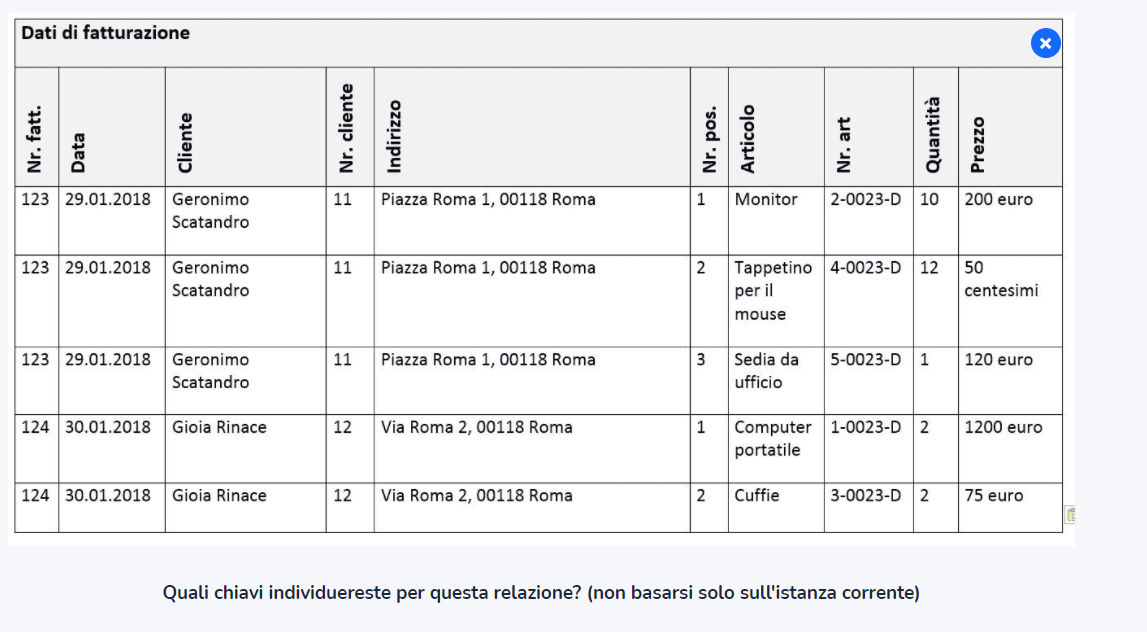 Dati di fatturazione
Nr. fatt. Data Cliente Nr. cliente Indirizzo Nr. pos. Articolo Nr. art Quantità Prezzo
123 29.01.2018 Geronimo 11 Piazza Roma 1, 00118 Roma 1 Monitor 2-0023-D 10 200 euro
Scatandro
123 29.01.2018 Geronimo 11 Piazza Roma 1, 00118 Roma 2 Tappetino 4-0023-D 12 50
Scatandro per il centesimi
mouse
123 29.01.2018 Geronimo 11 Piazza Roma 1, 00118 Roma 3 Sedia da 5-0023-D 1 120 euro
Scatandro ufficio
124 30.01.2018 Gioia Rinace 12 Via Roma 2, 00118 Roma 1 Computer 1-0023-D 2 1200 euro
portatile
124 30.01.2018 Gioia Rinace 12 Via Roma 2, 00118 Roma 2 Cuffie 3-0023-D 2 75 euro
Quali chiavi individuereste per questa relazione? (non basarsi solo sull'istanza corrente)